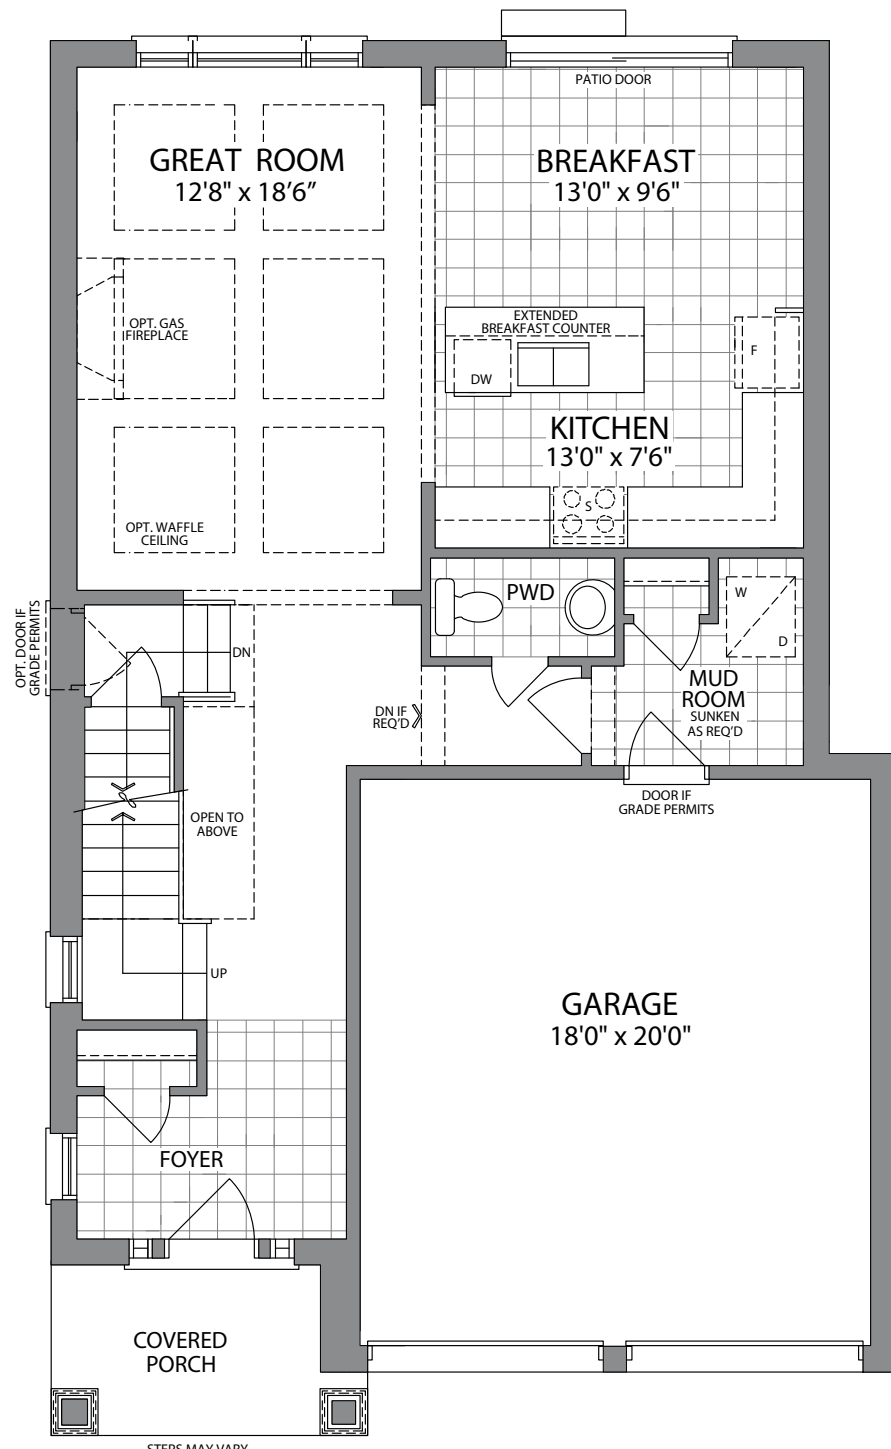 PATIO DOOR
GREAT ROOM
12'8" x 18'6”
BREAKFAST
13'0" x 9'6"
OPT. GAS
FIREPLACE
EXTENDED
BREAKFAST COUNTER
DW
F
KITCHEN
13'0" x 7'6"
S
OPT. WAFFLE
CEILING
PWD
W
D
OPT. DOOR IF
GRADE PERMITS
DN
MUD
ROOM
SUNKEN
AS REQ'D
DN IF
REQ'D
DOOR IF
GRADE PERMITS
OPEN TO
ABOVE
UP
GARAGE
18'0" x 20'0"
FOYER
COVERED
PORCH
STEPS MAY VARY